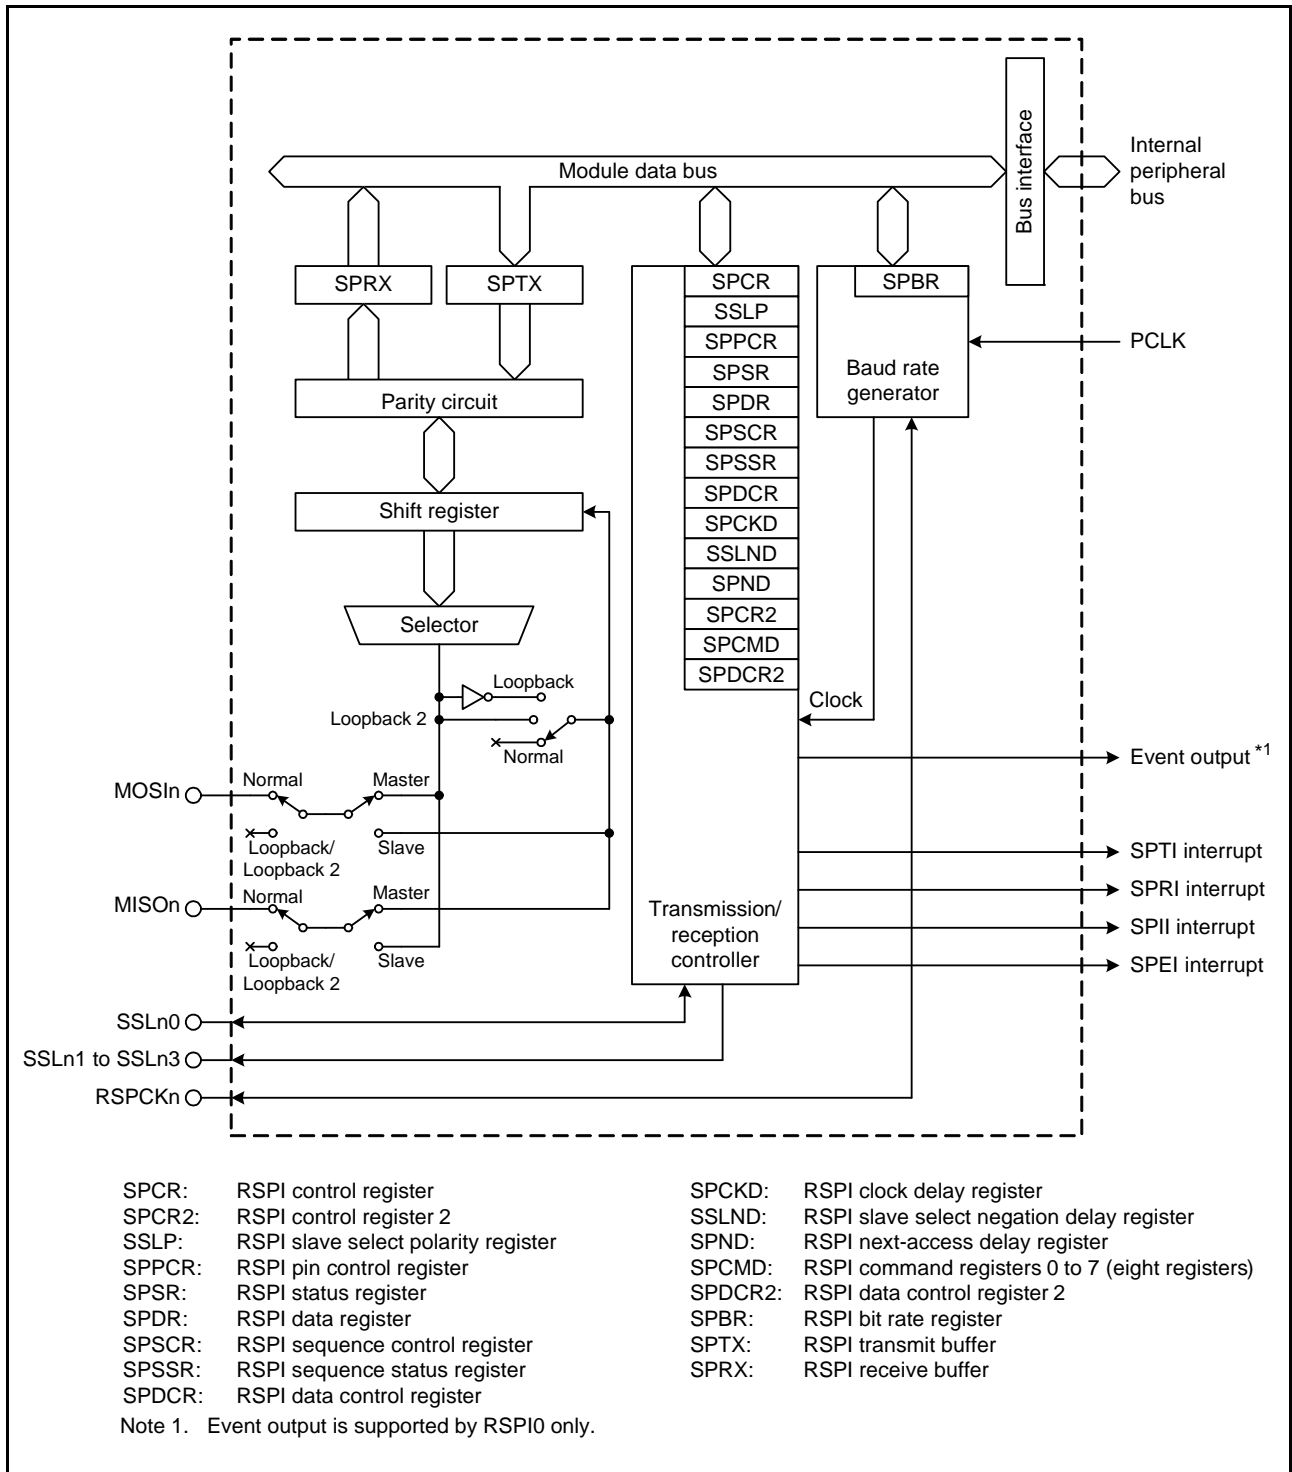 Bus interface
Internal
peripheral
bus
Module data bus
SPRX
SPTX
SPCR
SSLP
SPPCR
SPSR
SPDR
SPSCR
SPSSR
SPDCR
SPCKD
SSLND
SPND
SPCR2
SPCMD
SPDCR2
SPBR
Baud rate
generator
PCLK
Parity circuit
Shift register
Selector
Loopback
Loopback 2
Normal
Clock
Event output *1
MOSIn
Normal
Master
Loopback/
Loopback 2
Slave
MISOn
Normal
Master
Loopback/
Loopback 2
Slave
Transmission/
reception
controller
SPTI interrupt
SPRI interrupt
SPII interrupt
SPEI interrupt
SSLn0
SSLn1 to SSLn3
RSPCKn
SPCR: RSPI control register
SPCR2: RSPI control register 2
SSLP: RSPI slave select polarity register
SPPCR: RSPI pin control register
SPSR: RSPI status register
SPDR: RSPI data register
SPSCR: RSPI sequence control register
SPSSR: RSPI sequence status register
SPDCR: RSPI data control register
SPCKD: RSPI clock delay register
SSLND: RSPI slave select negation delay register
SPND: RSPI next-access delay register
SPCMD: RSPI command registers 0 to 7 (eight registers)
SPDCR2: RSPI data control register 2
SPBR: RSPI bit rate register
SPTX: RSPI transmit buffer
SPRX: RSPI receive buffer
Note 1. Event output is supported by RSPI0 only.